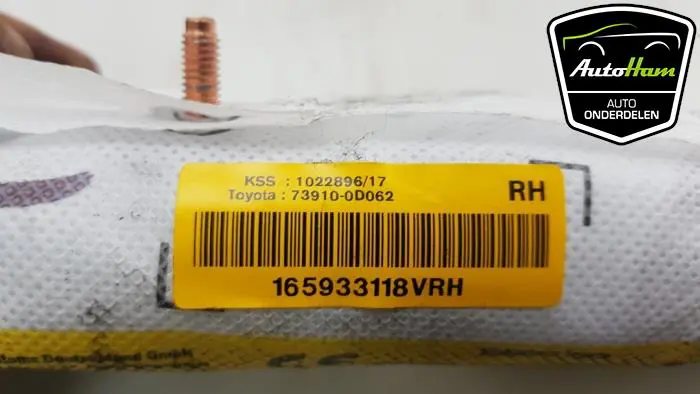 AutoHam
AUTO
ONDERDELEN
KSS : 1022896/17
Toyota : 73910-0D062
RH
165933118VRH